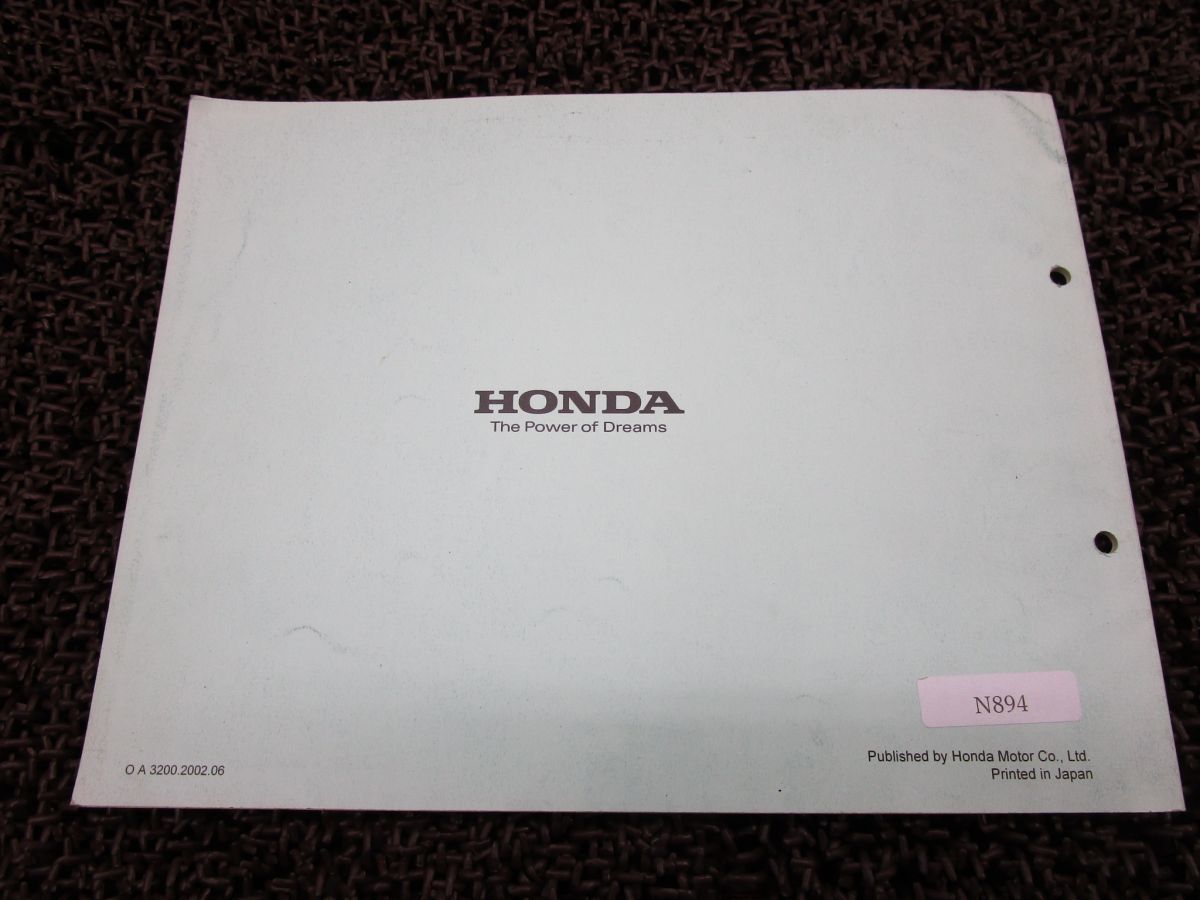 HONDA
The Power of Dreams
N894
Published by Honda Motor Co., Ltd.
Printed in Japan
O A 3200.2002.06